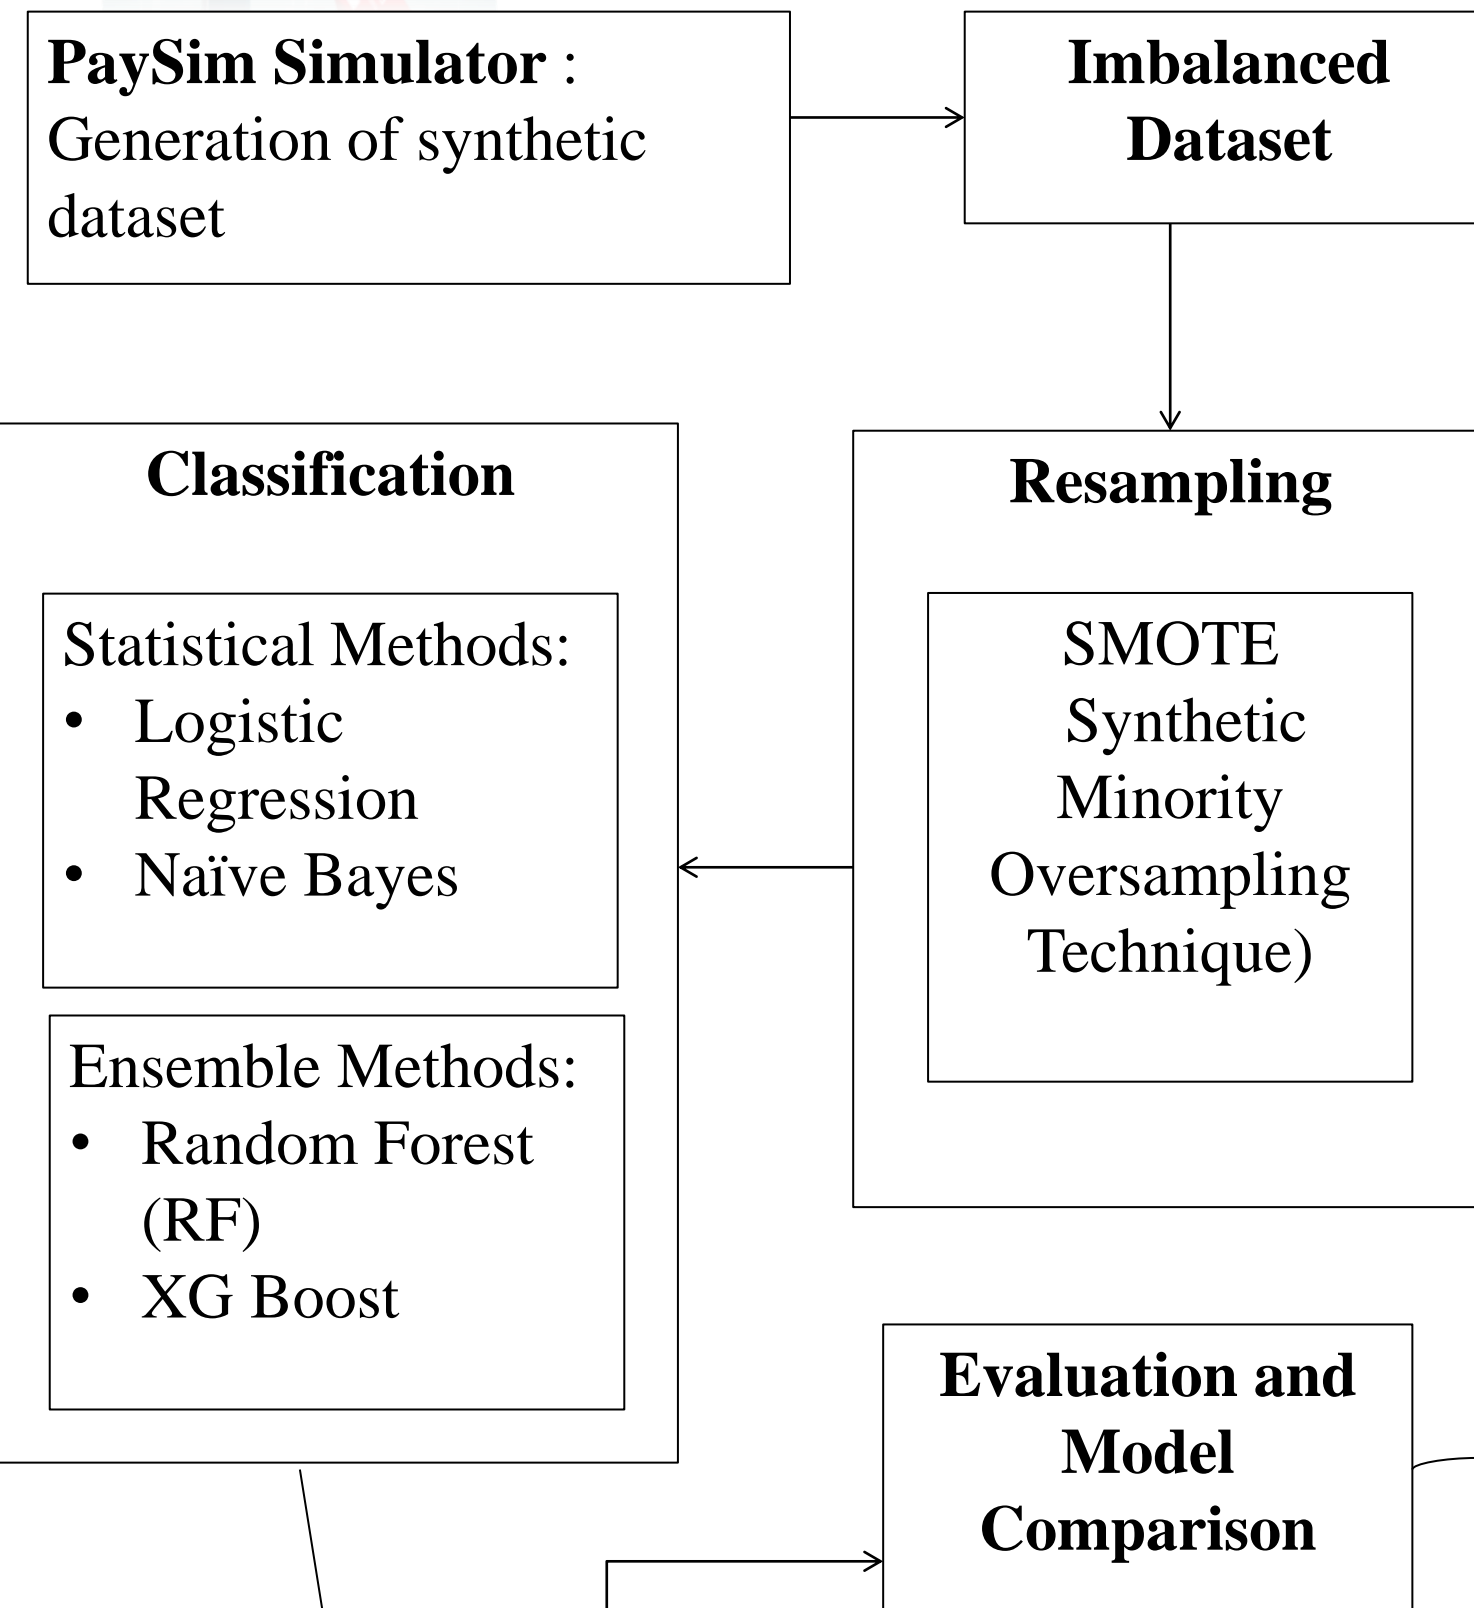 PaySim Simulator :
Generation of synthetic
dataset
Imbalanced
Dataset
Resampling
SMOTE
Synthetic
Minority
Oversampling
Technique)
Classification
Statistical Methods:
• Logistic
Regression
• Naïve Bayes
Ensemble Methods:
• Random Forest
(RF)
• XG Boost
Evaluation and
Model
Comparison